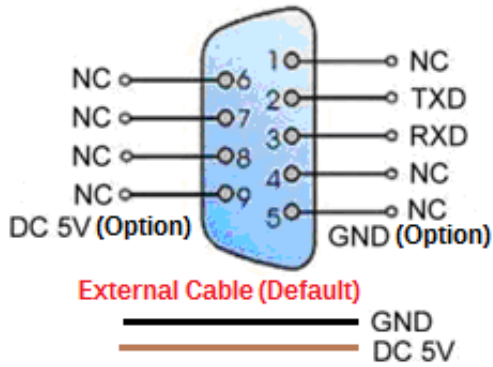 1 NC
NC 6
2 TXD
NC 7
3 RXD
NC 8
4 NC
NC 9
5 NC
DC 5V (Option)
GND (Option)
External Cable (Default)
GND
DC 5V